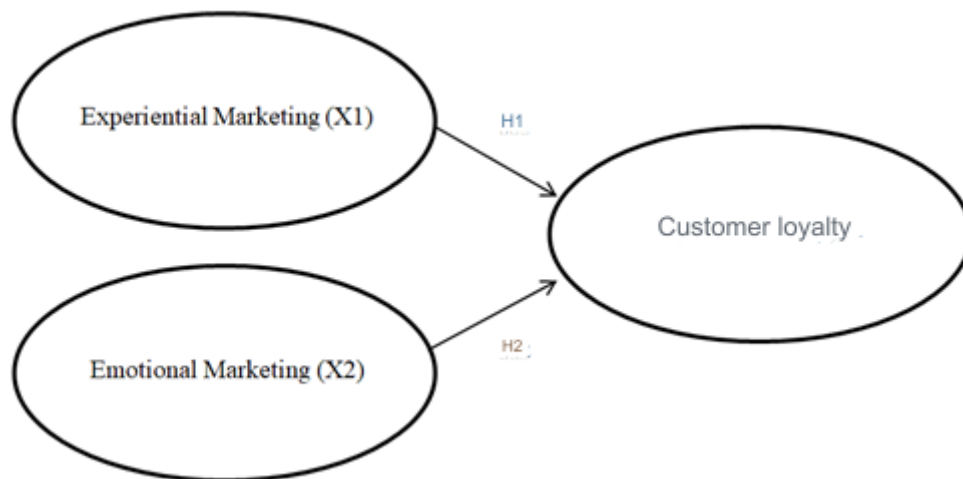 Experiential Marketing (X1)
H1
Customer loyalty
H2
Emotional Marketing (X2)